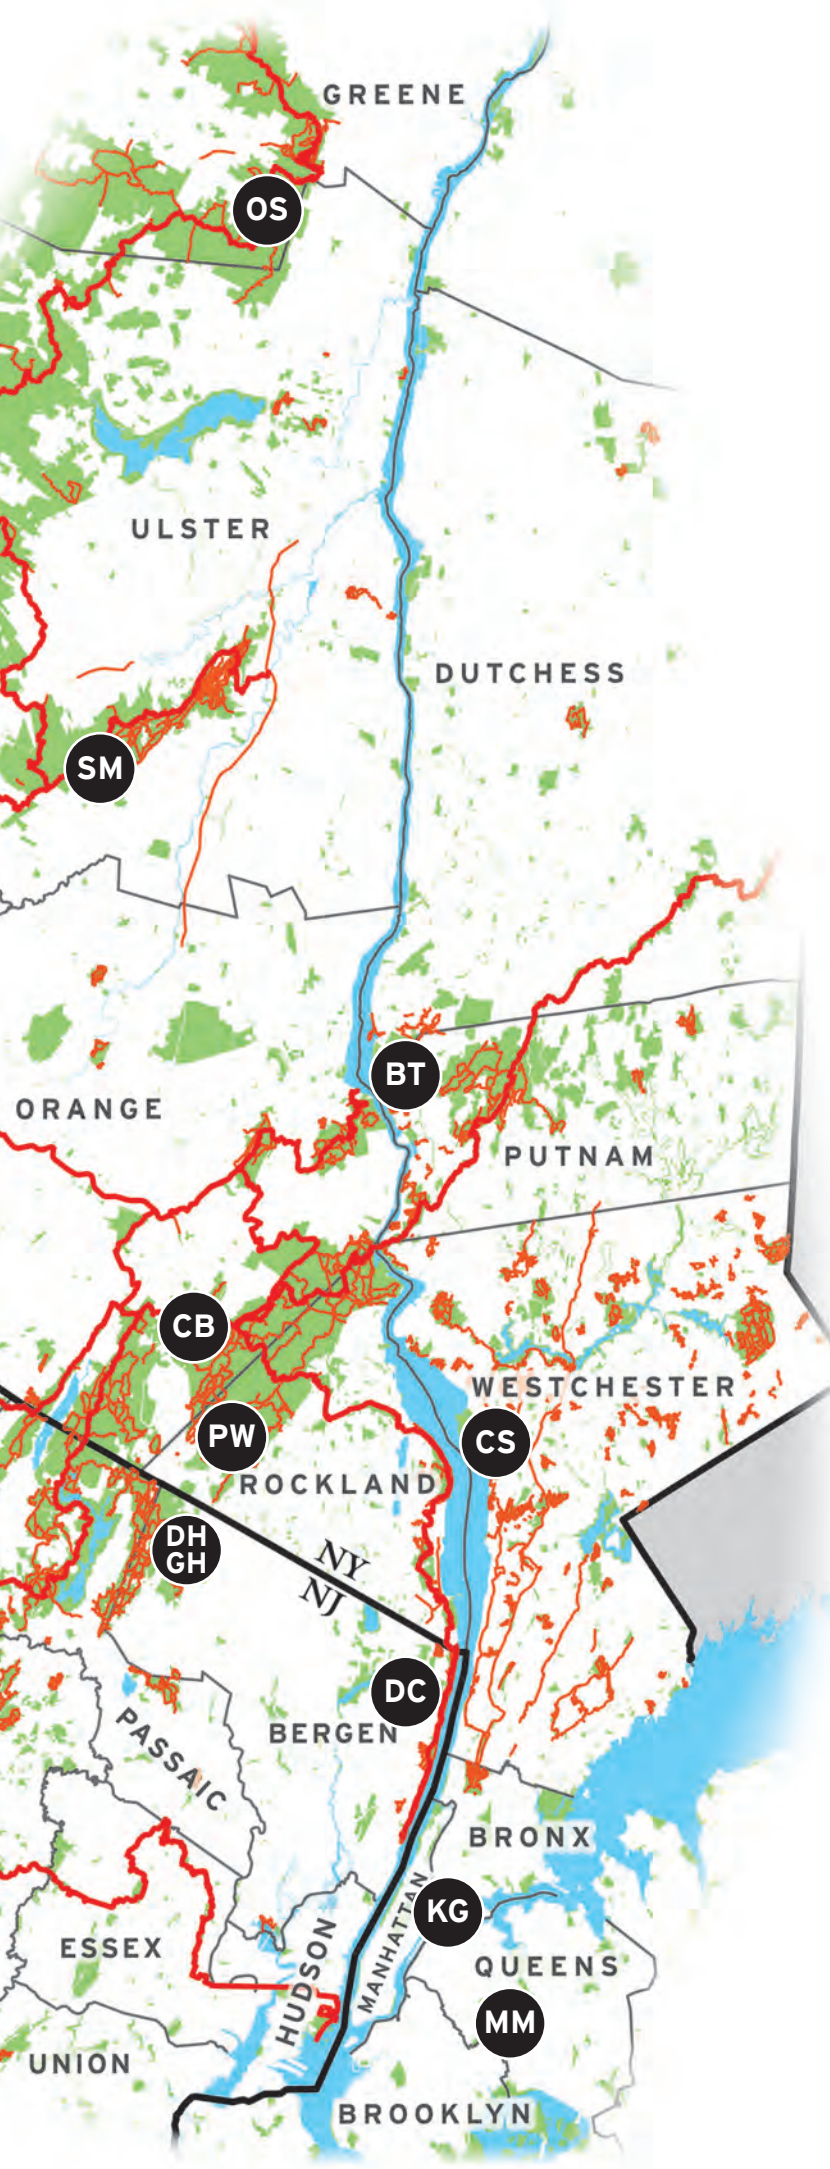 GREENE
OS
ULSTER
DUTCHESS
SM
BT
ORANGE
PUTNAM
CB
WESTCHESTER
PW
CS
ROCKLAND
DH
GH
NY
NJ
DC
BERGEN
PASSAIC
BRONX
KG
MANHATTAN
ESSEX
HUDSON
QUEENS
MM
UNION
BROOKLYN